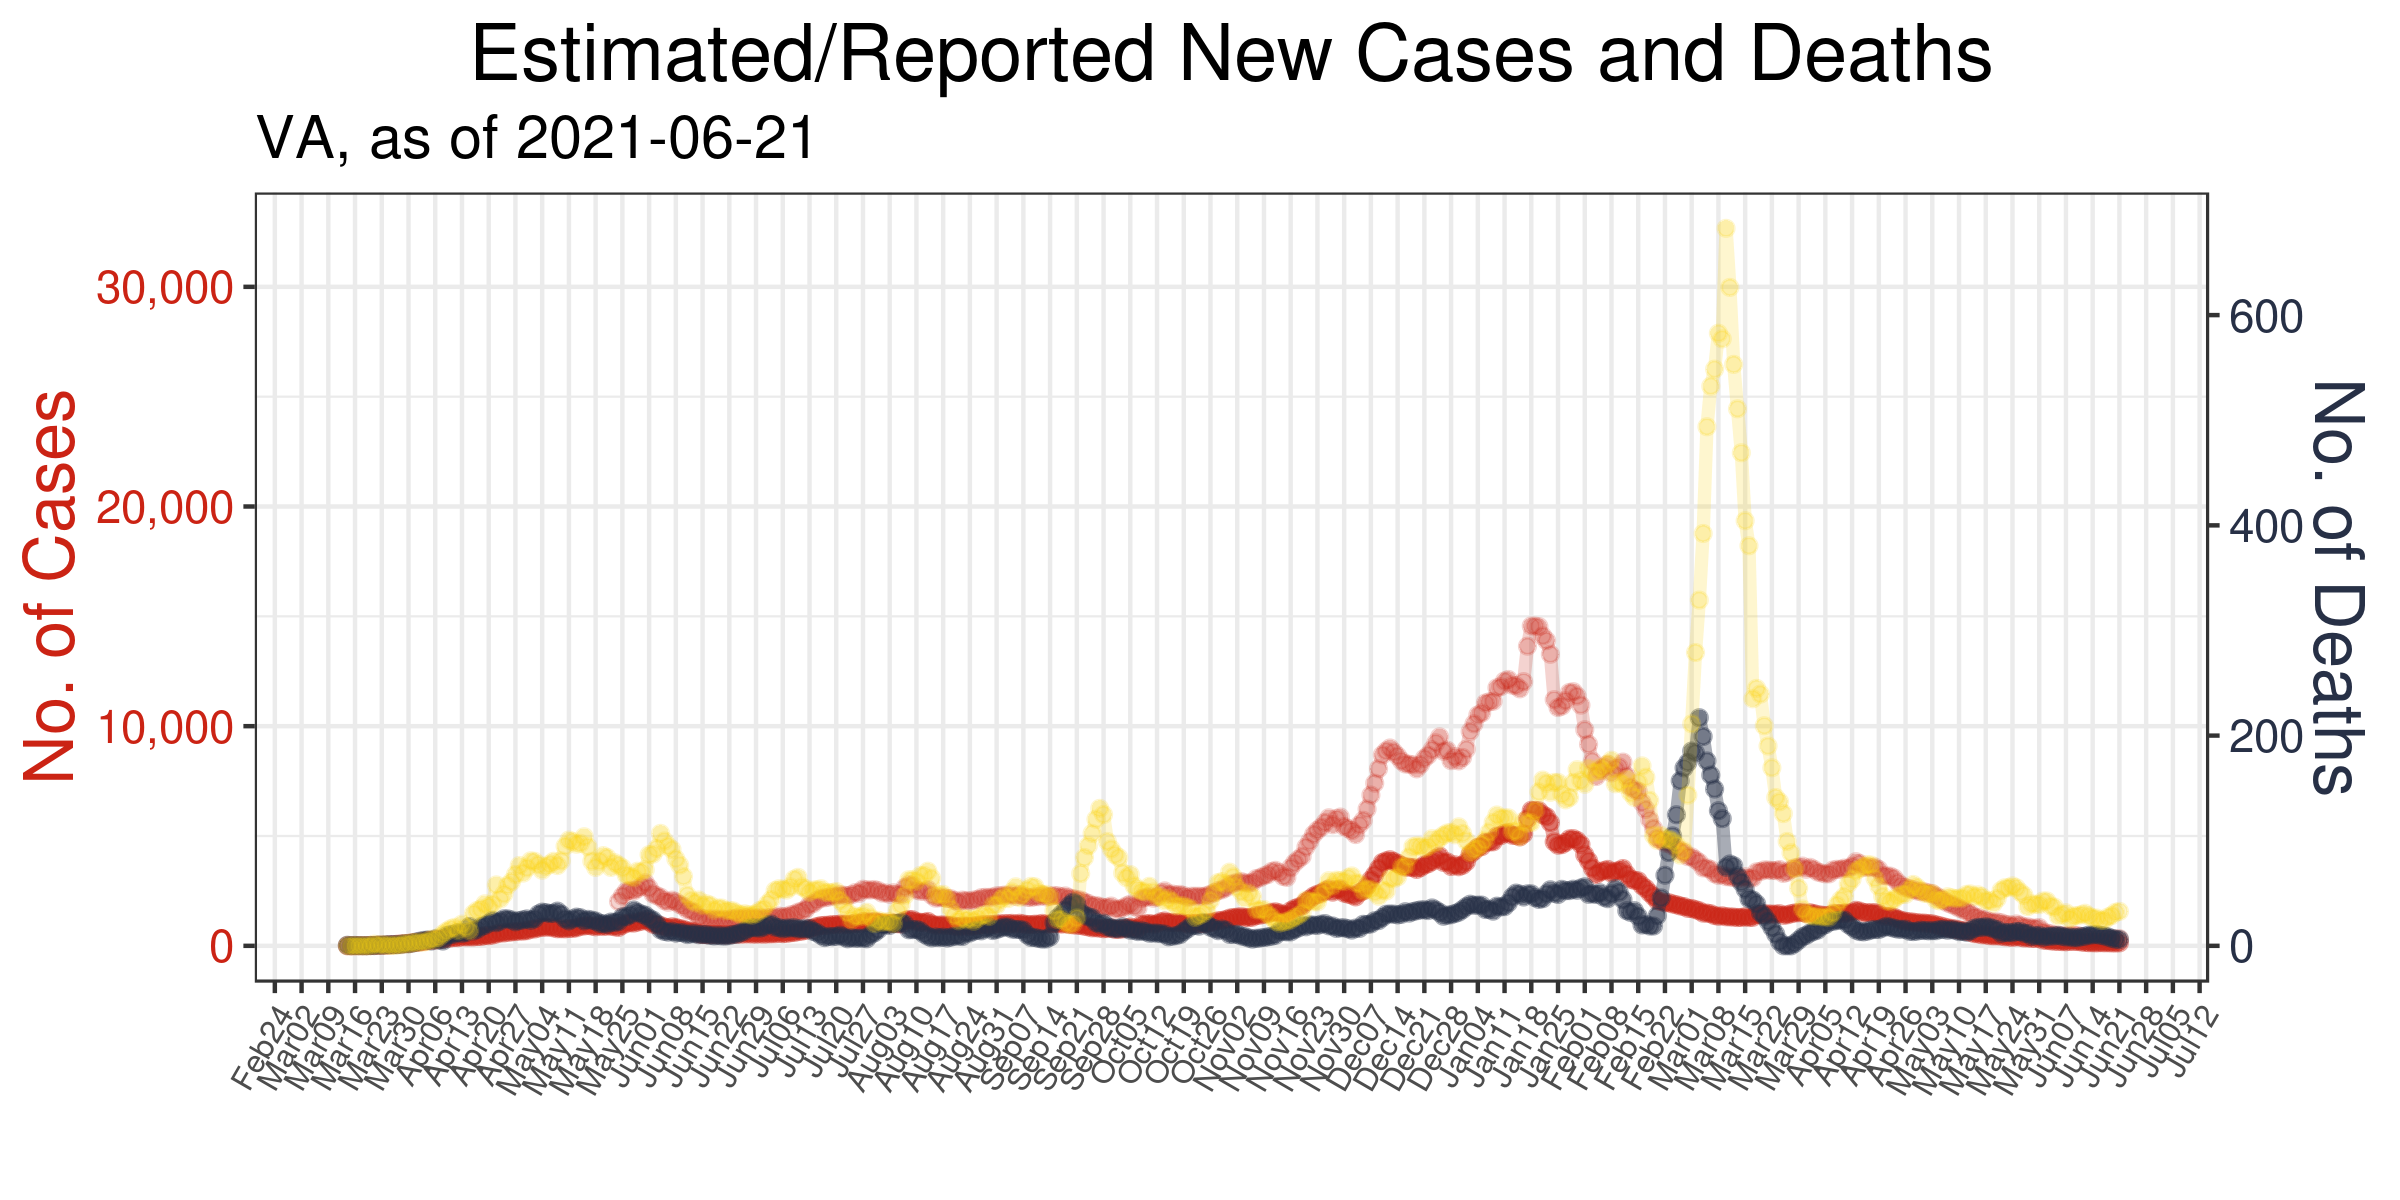 Estimated/Reported New Cases and Deaths
VA, as of 2021-06-21
No. of Cases
30,000
20,000
10,000
0
600
400
200
0
No. of Deaths
Feb24
Mar02
Mar09
Mar16
Mar23
Mar30
Apr06
Apr13
Apr20
Apr27
May04
May11
May18
May25
Jun01
Jun08
Jun15
Jun22
Jun29
Jul06
Jul13
Jul20
Jul27
Aug03
Aug10
Aug17
Aug24
Aug31
Sep07
Sep14
Sep21
Sep28
Oct05
Oct12
Oct19
Oct26
Nov02
Nov09
Nov16
Nov23
Nov30
Dec07
Dec14
Dec21
Dec28
Jan04
Jan11
Jan18
Jan25
Feb01
Feb08
Feb15
Feb22
Mar01
Mar08
Mar15
Mar22
Mar29
Apr05
Apr12
Apr19
Apr26
May03
May10
May17
May24
May31
Jun07
Jun14
Jun21
Jun28
Jul05
Jul12